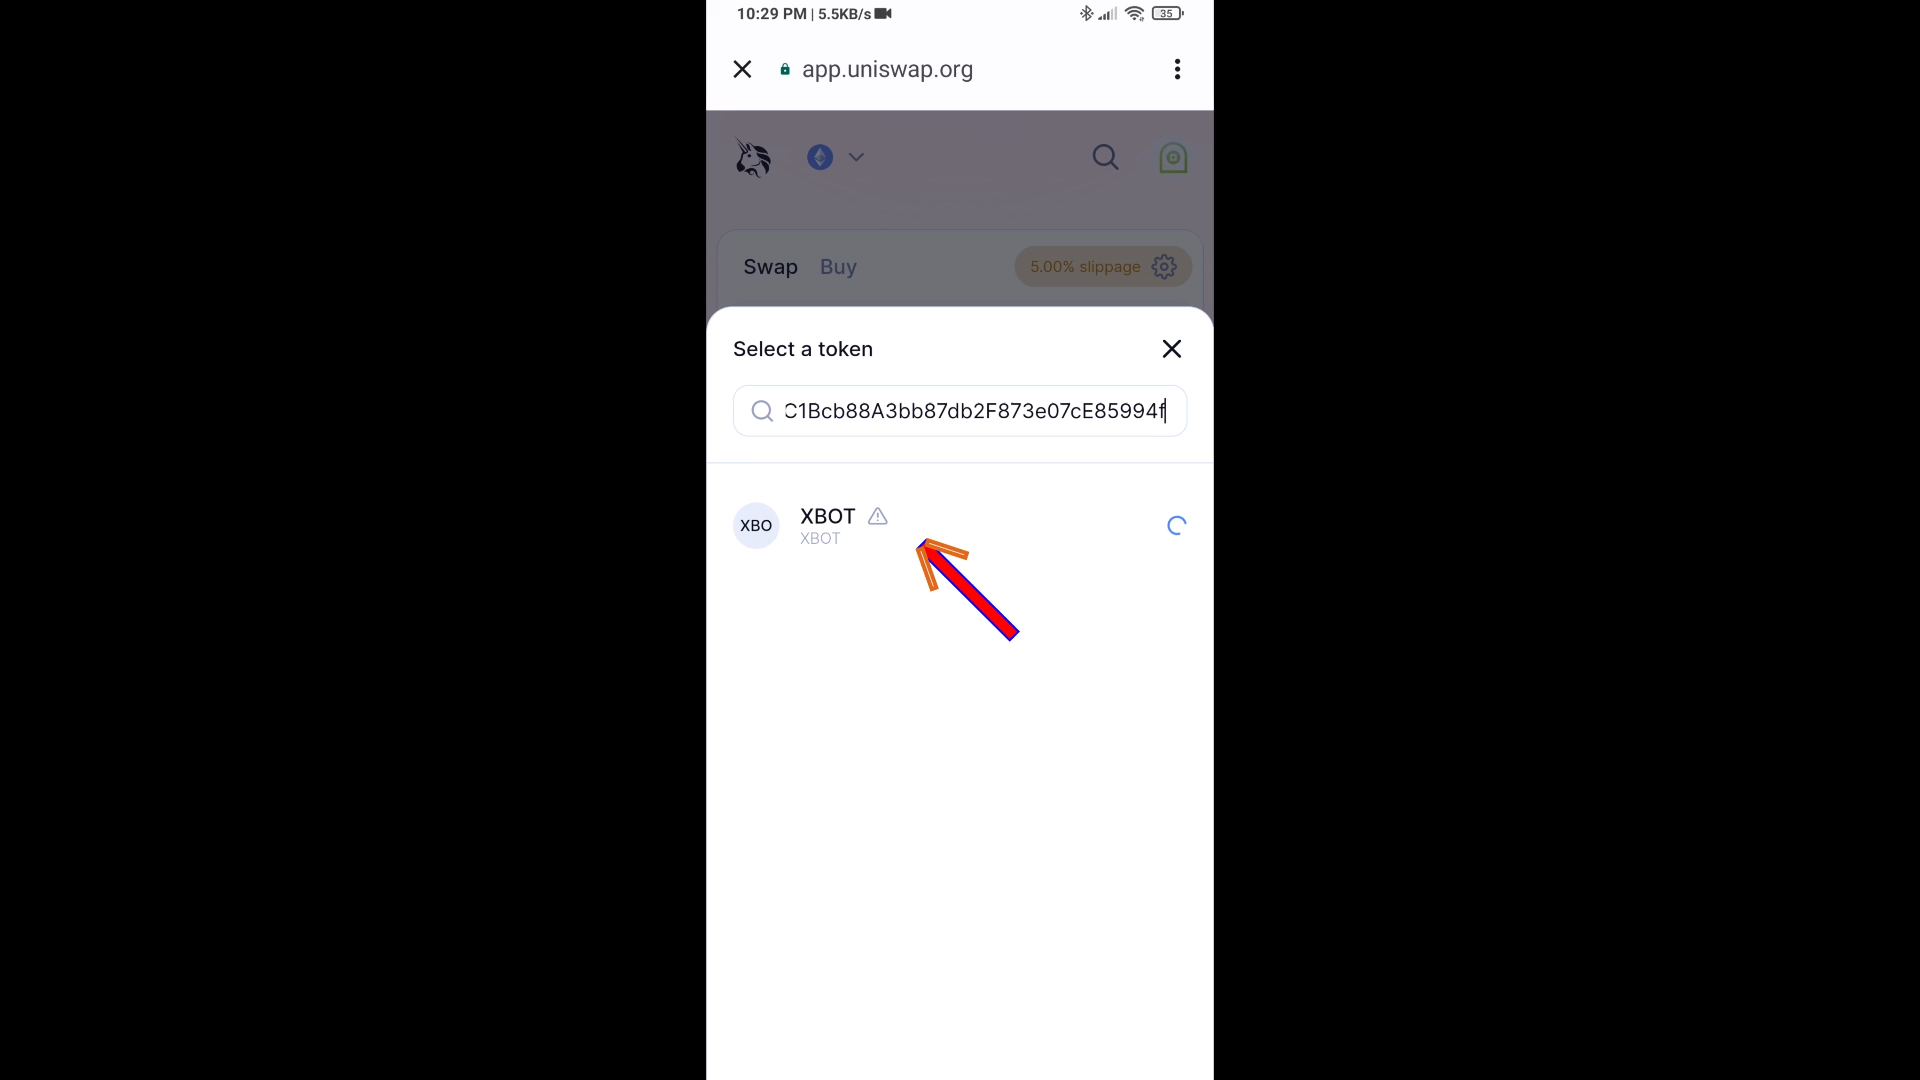 10:29 PM | 5.5KB/s 35
app.uniswap.org
Swap Buy 5.00% slippage
Select a token
C1Bcb88A3bb87db2F873e07cE85994f
XBO XBOT
XBOT